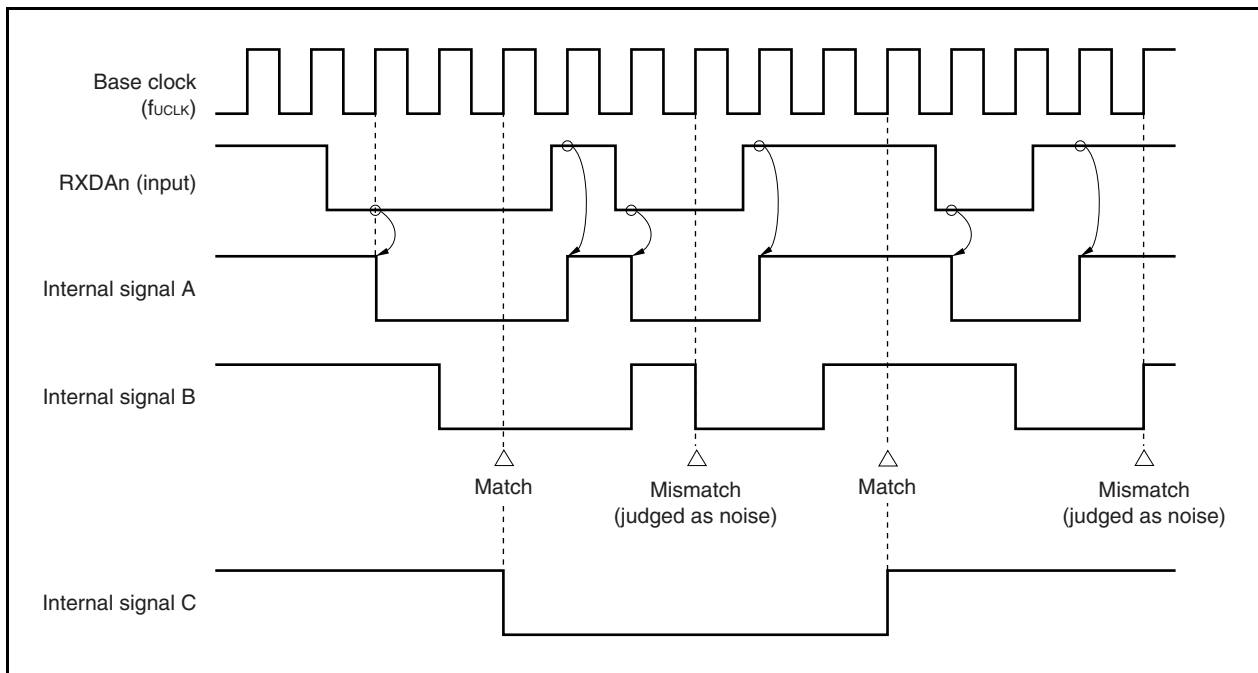 Base clock
(fUCLK)
RXDAn (input)
Internal signal A
Internal signal B
Match
Mismatch
(judged as noise)
Match
Mismatch
(judged as noise)
Internal signal C